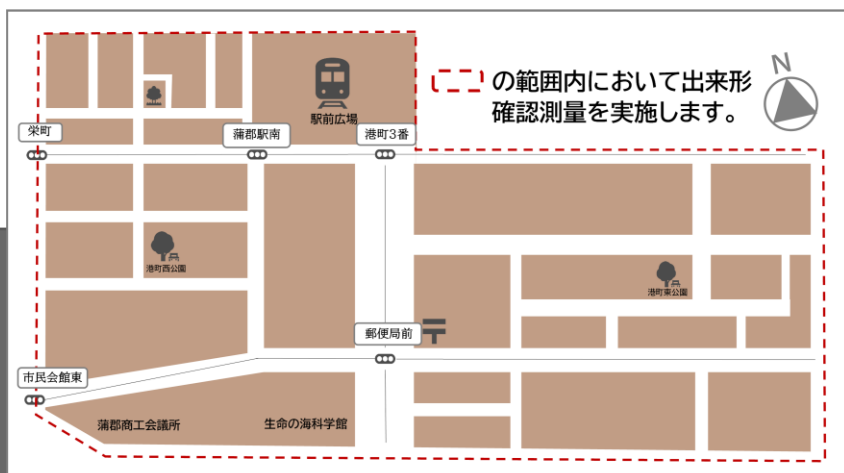 の範囲内において出来形
確認測量を実施します。
N
駅前広場
栄町
蒲郡駅南
港町3番
港町西公園
港町東公園
郵便局前
市民会館東
蒲郡商工会議所
生命の海科学館